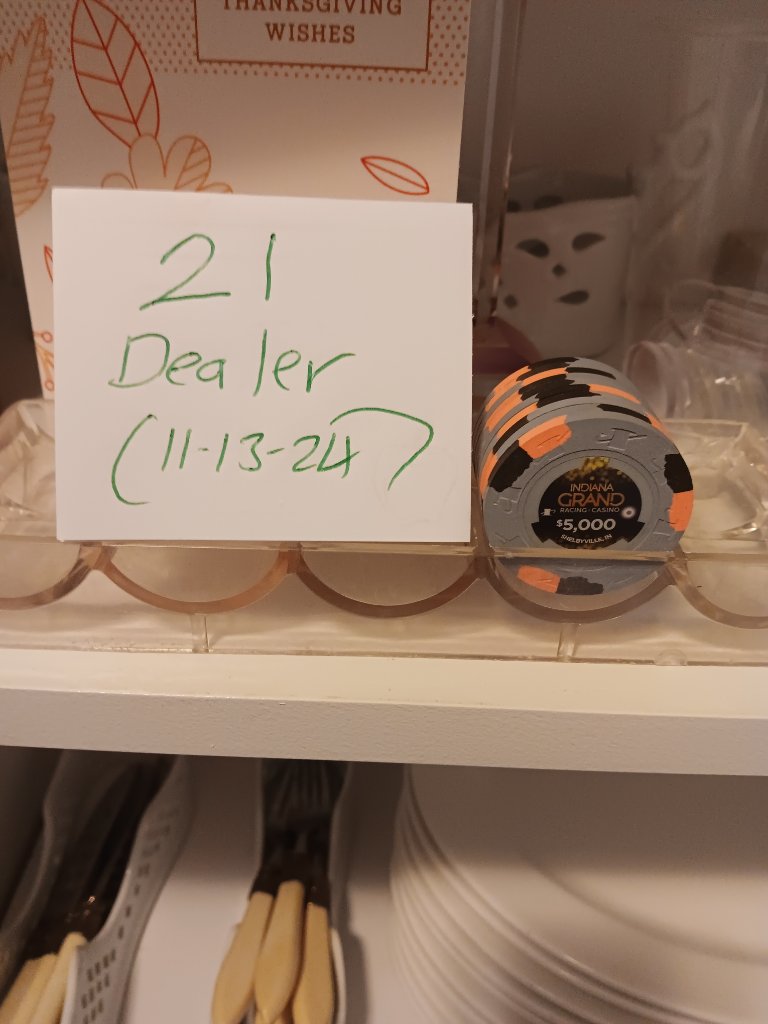 THANKSGIVING
WISHES
21
Dealer
(11-13-24)
INDIANA
GRAND
RACING · CASINO
$5,000
SHELBYVILLE, IN